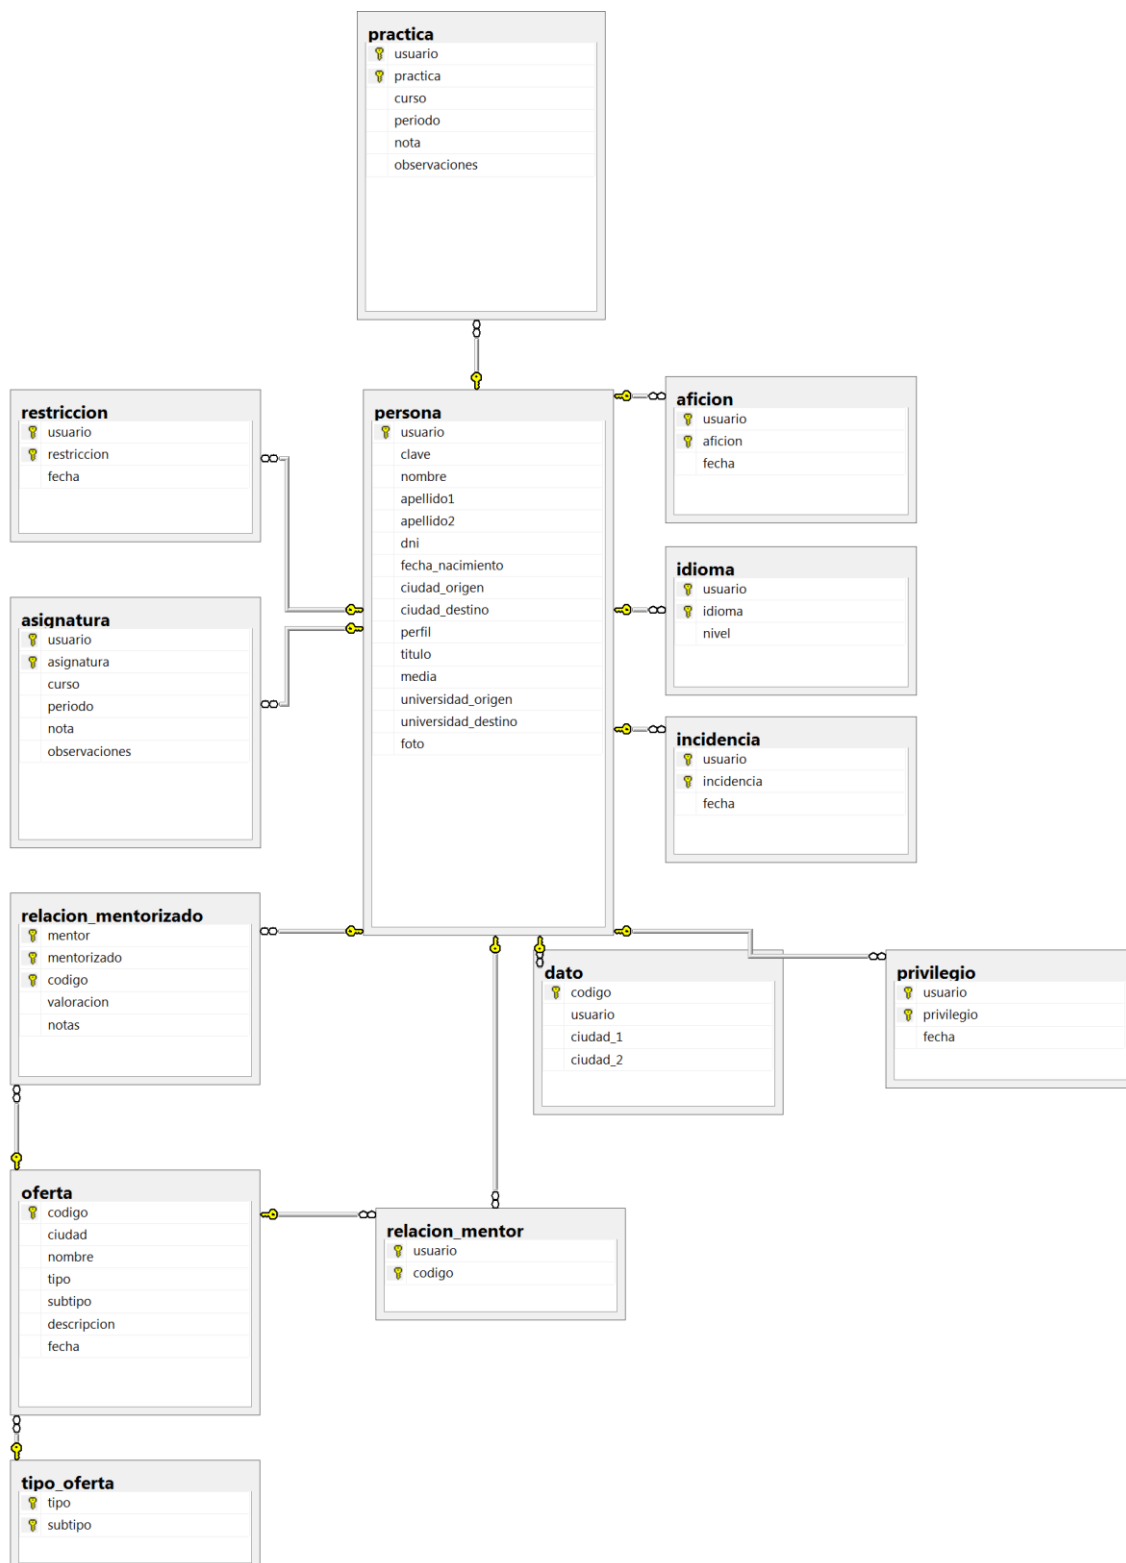 practica
usuario
practica
curso
periodo
nota
observaciones
restriccion
usuario
restriccion
fecha
persona
usuario
clave
nombre
apellido1
apellido2
dni
fecha_nacimiento
ciudad_origen
ciudad_destino
perfil
titulo
media
universidad_origen
universidad_destino
foto
aficion
usuario
aficion
fecha
idioma
usuario
idioma
nivel
asignatura
usuario
asignatura
curso
periodo
nota
observaciones
incidencia
usuario
incidencia
fecha
relacion_mentorizado
mentor
mentorizado
codigo
valoracion
notas
dato
codigo
usuario
ciudad_1
ciudad_2
privilegio
usuario
privilegio
fecha
oferta
codigo
ciudad
nombre
tipo
subtipo
descripcion
fecha
relacion_mentor
usuario
codigo
tipo_oferta
tipo
subtipo